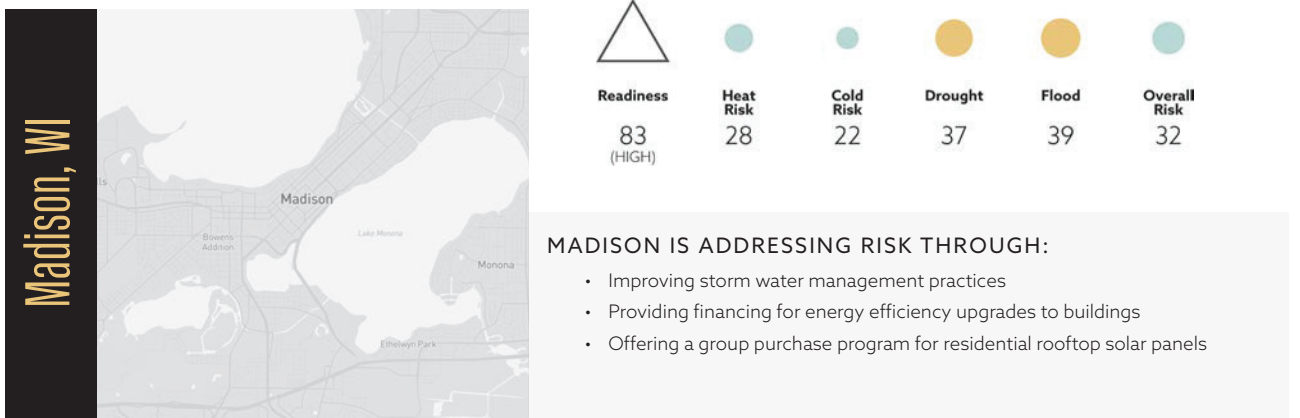 Madison, WI
lls
Madison
Bowens
Addition
Lake Monona
Monona
Ethelwyn Park
Readiness
83
(HIGH)
Heat
Risk
28
Cold
Risk
22
Drought
37
Flood
39
Overall
Risk
32
MADISON IS ADDRESSING RISK THROUGH:
• Improving storm water management practices
• Providing financing for energy efficiency upgrades to buildings
• Offering a group purchase program for residential rooftop solar panels